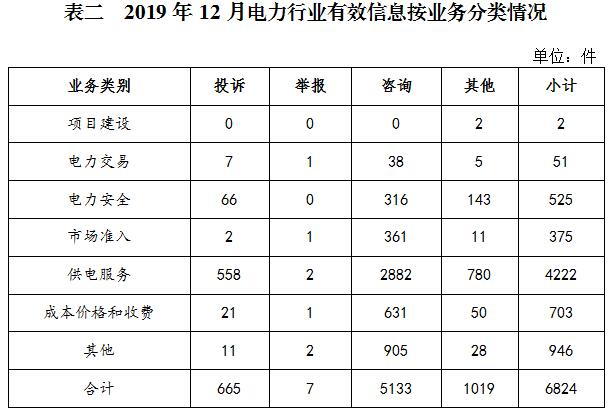 表二 2019 年 12 月电力行业有效信息按业务分类情况
单位：件
业务类别 投诉 举报 咨询 其他 小计
项目建设 0 0 0 2 2
电力交易 7 1 38 5 51
电力安全 66 0 316 143 525
市场准入 2 1 361 11 375
供电服务 558 2 2882 780 4222
成本价格和收费 21 1 631 50 703
其他 11 2 905 28 946
合计 665 7 5133 1019 6824